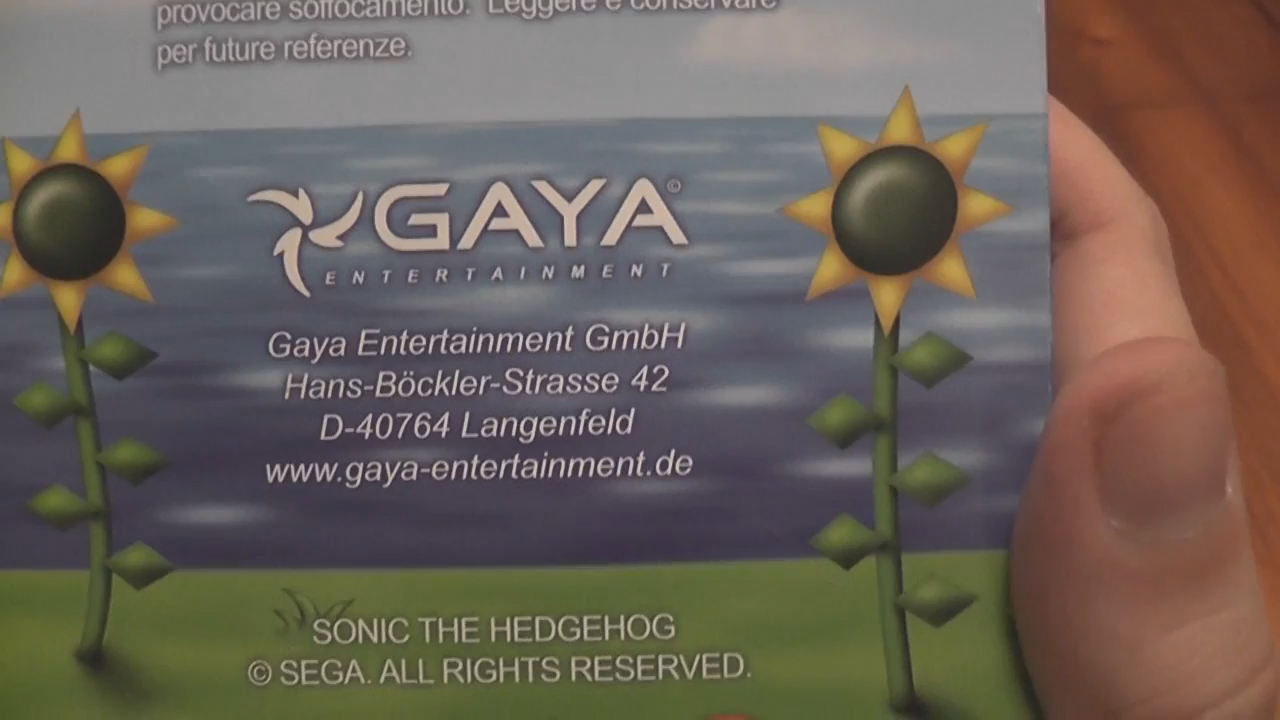 provocare soffocamento. Leggere e conservare
per future referenze.
GAYA©
ENTERTAINMENT
Gaya Entertainment GmbH
Hans-Böckler-Strasse 42
D-40764 Langenfeld
www.gaya-entertainment.de
SONIC THE HEDGEHOG
© SEGA. ALL RIGHTS RESERVED.